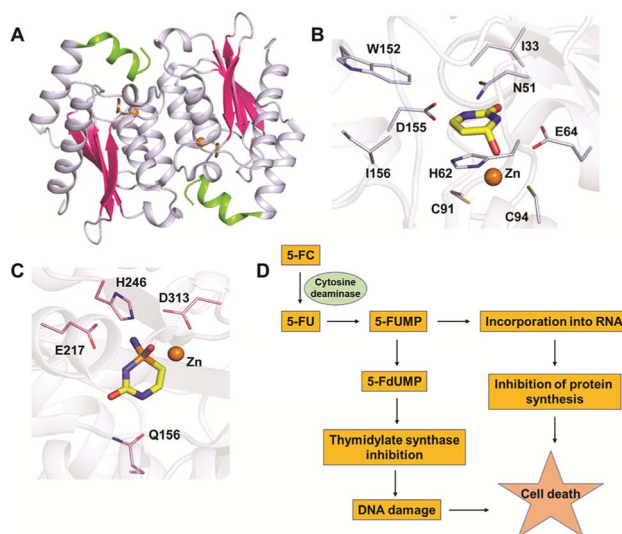 A
B
W152
I33
N51
D155
E64
I156
H62
Zn
C91
C94
C
H246
D313
E217
Zn
Q156
D
5-FC
Cytosine
deaminase
5-FU
5-FUMP
Incorporation into RNA
5-FdUMP
Inhibition of protein
synthesis
Thymidylate synthase
inhibition
Cell death
DNA damage